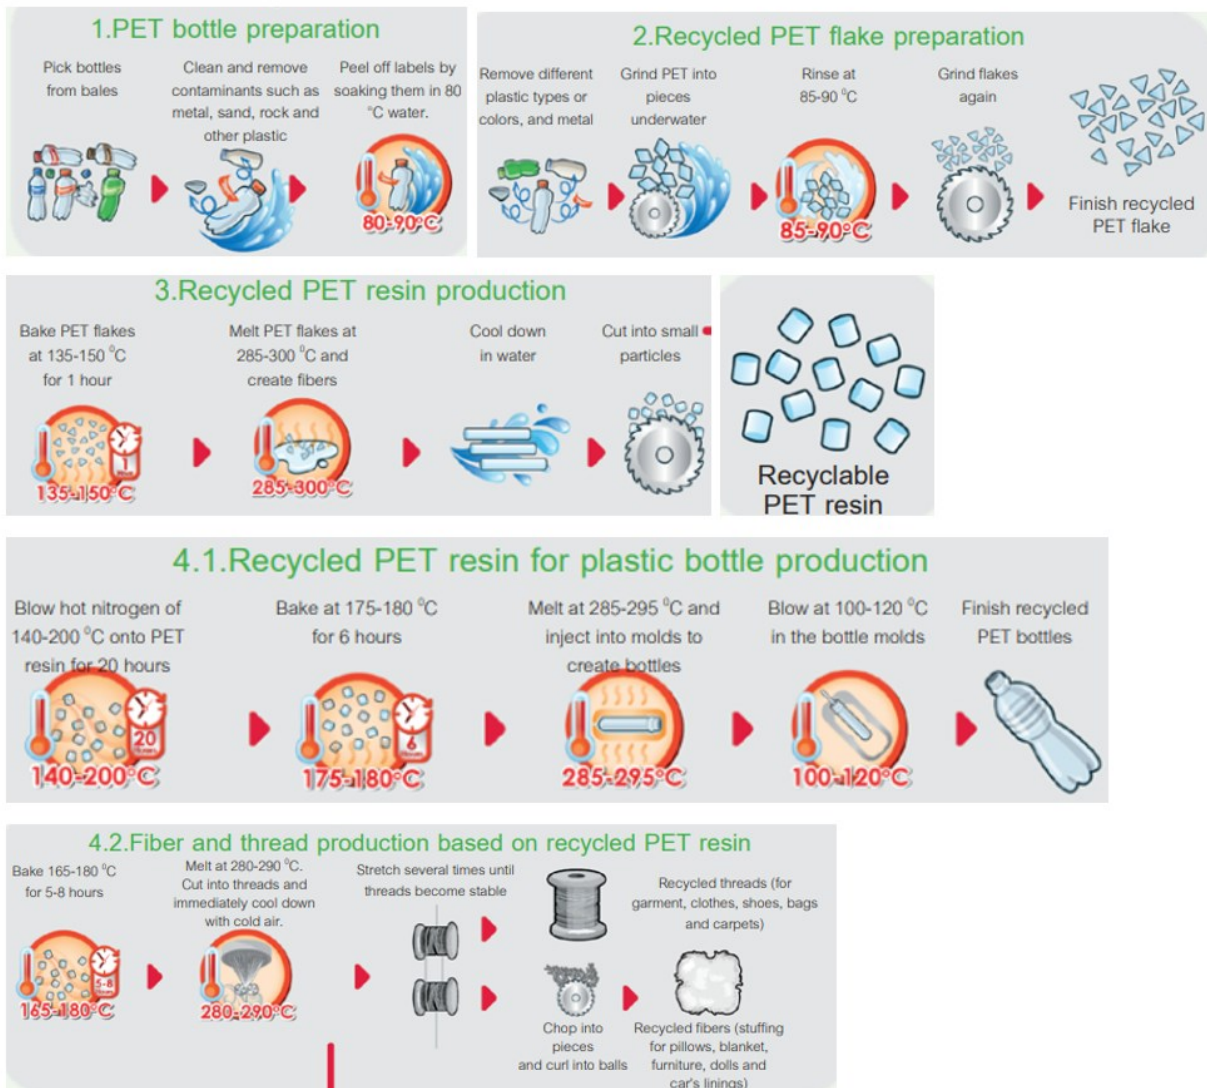 1.PET bottle preparation
Pick bottles
from bales
Clean and remove
contaminants such as
metal, sand, rock and
other plastic
Peel off labels by
soaking them in 80
°C water.
80-90°C
2.Recycled PET flake preparation
Remove different
plastic types or
colors, and metal
Grind PET into
pieces
underwater
Rinse at
85-90 ⁰C
85-90°C
Grind flakes
again
Finish recycled
PET flake
3.Recycled PET resin production
Bake PET flakes
at 135-150 ⁰C
for 1 hour
1
135-150°C
Melt PET flakes at
285-300 ⁰C and
create fibers
285-300°C
Cool down
in water
Cut into small
particles
Recyclable
PET resin
4.1.Recycled PET resin for plastic bottle production
Blow hot nitrogen of
140-200 ⁰C onto PET
resin for 20 hours
20
140-200°C
Bake at 175-180 ⁰C
for 6 hours
6
175-180°C
Melt at 285-295 ⁰C and
inject into molds to
create bottles
285-295°C
Blow at 100-120 ⁰C
in the bottle molds
100-120°C
Finish recycled
PET bottles
4.2.Fiber and thread production based on recycled PET resin
Bake 165-180 ⁰C
for 5-8 hours
5-8
165-180°C
Melt at 280-290 ⁰C.
Cut into threads and
immediately cool down
with cold air.
280-290°C
Stretch several times until
threads become stable
Recycled threads (for
garment, clothes, shoes, bags
and carpets)
Chop into
pieces
and curl into balls
Recycled fibers (stuffing
for pillows, blanket,
furniture, dolls and
car's linings)